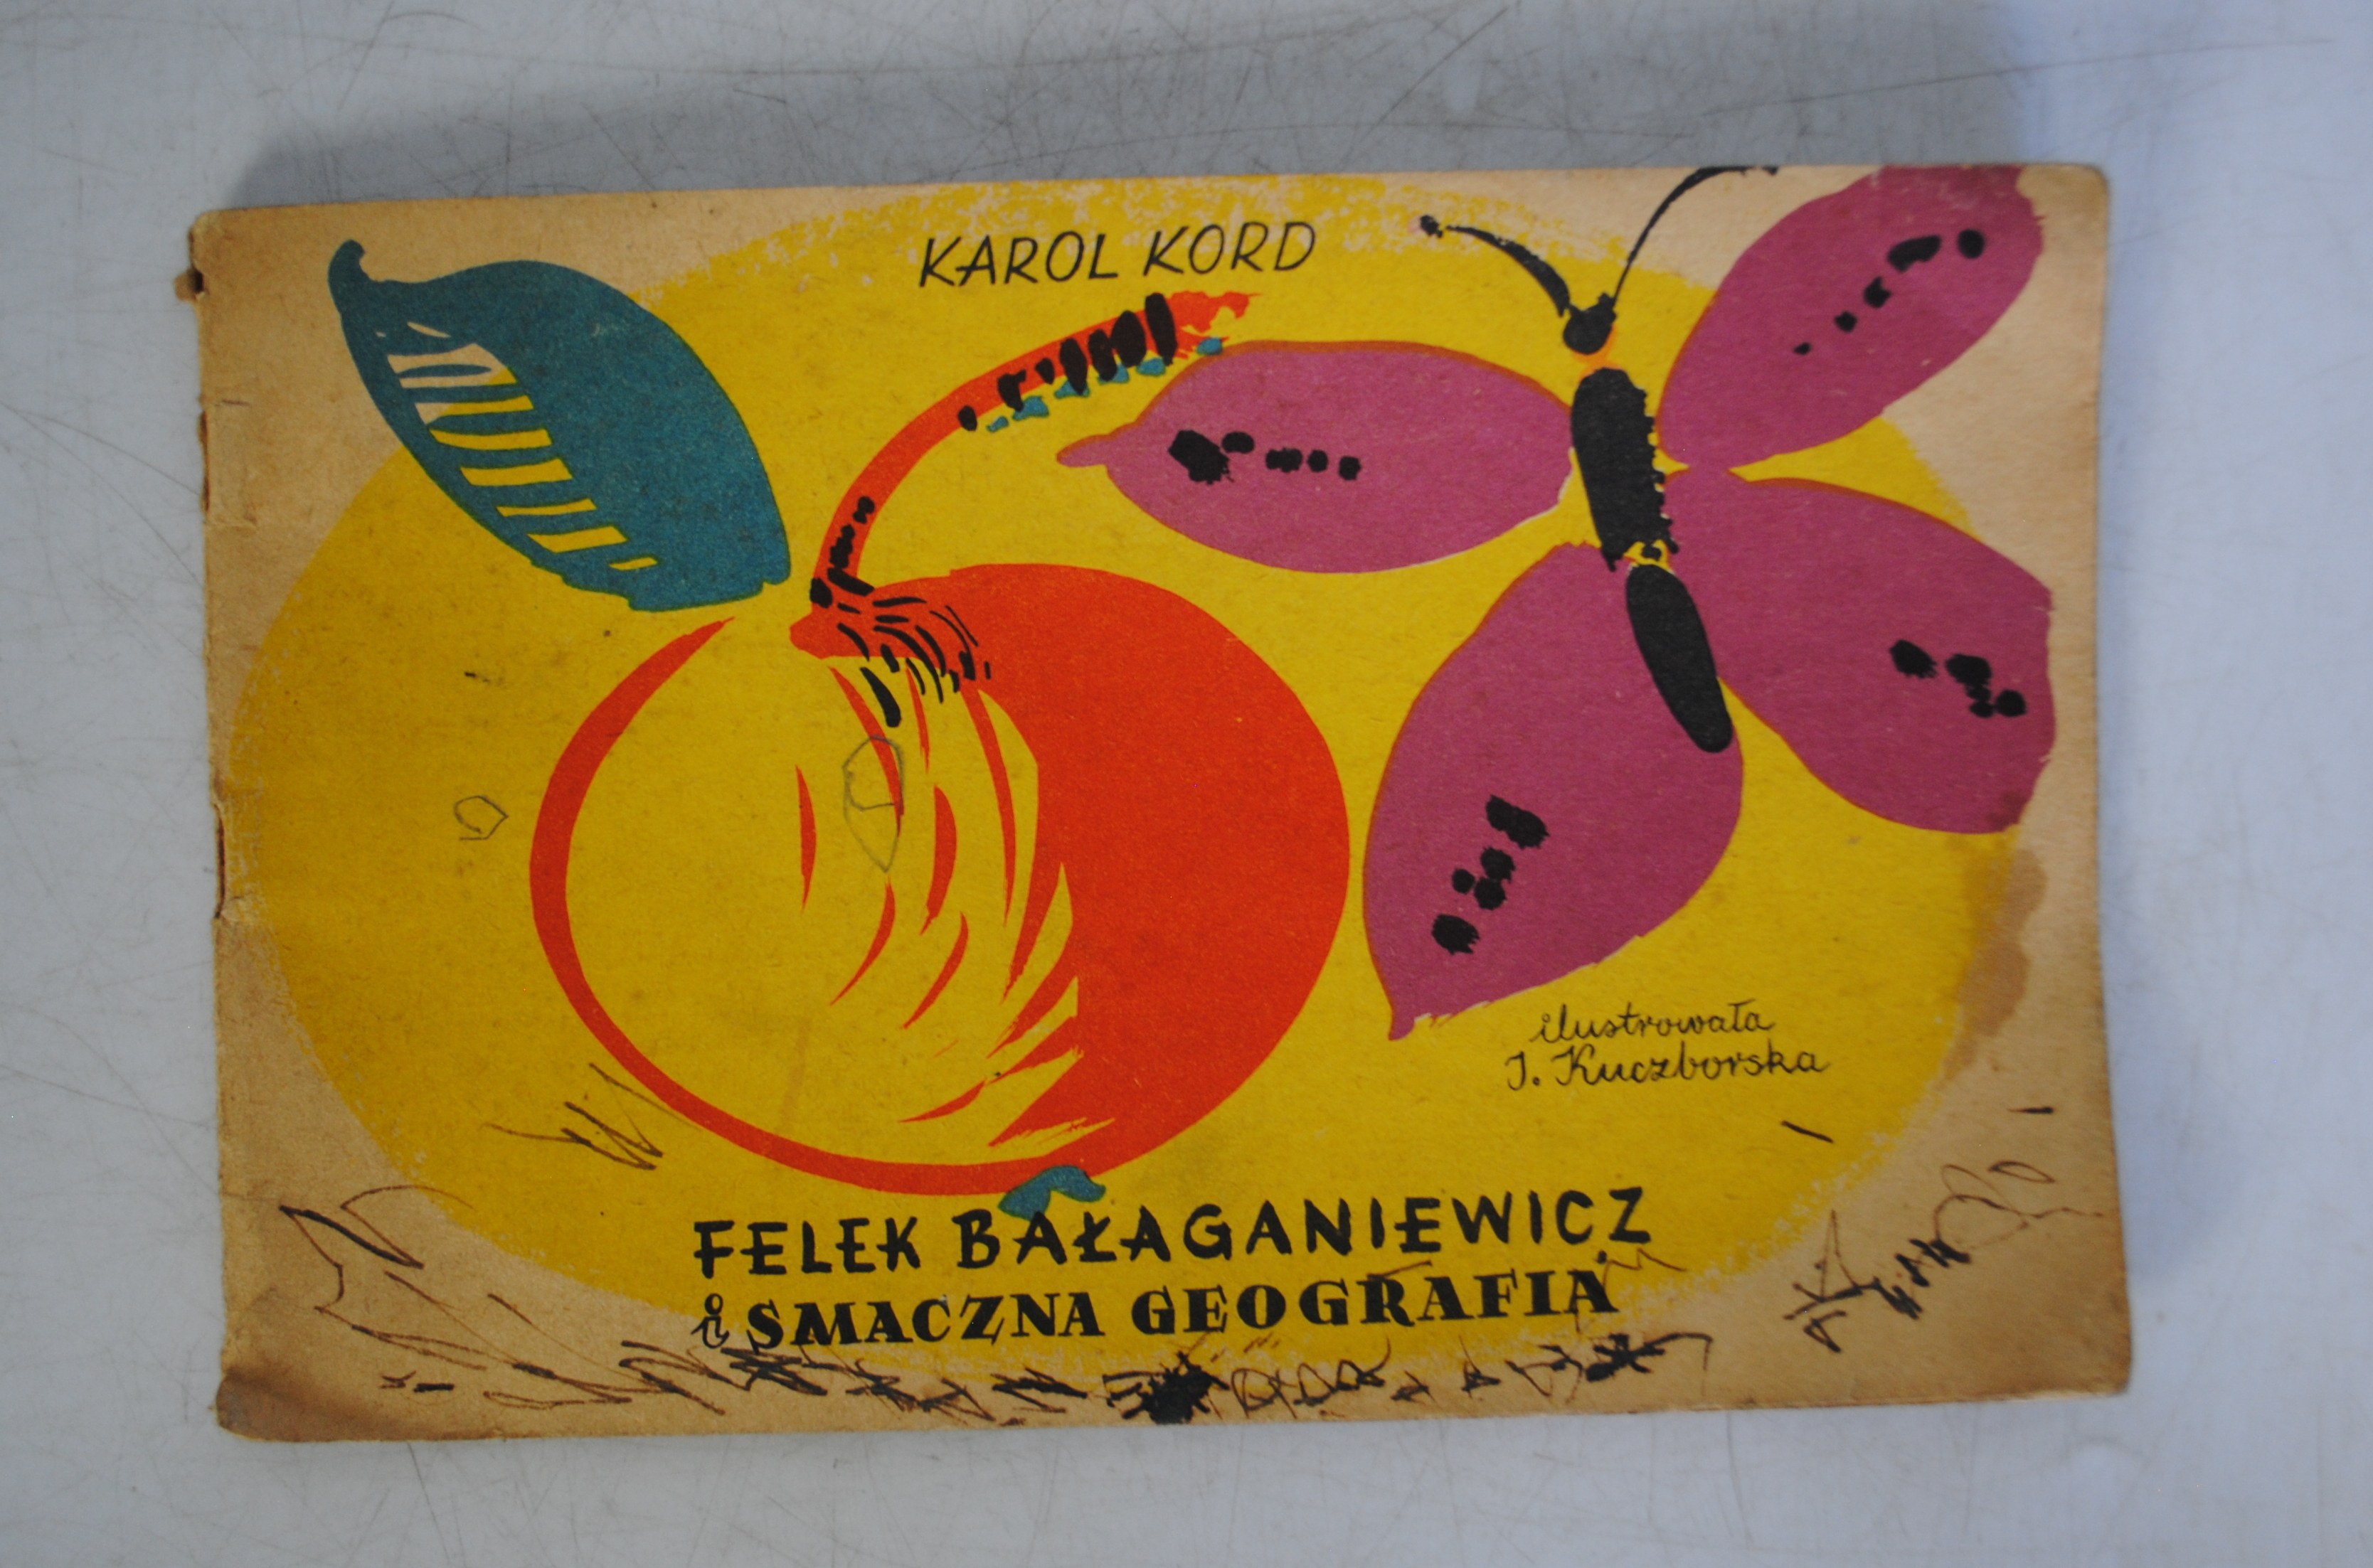 KAROL KORD
ilustrowała
I. Kuczborska
FELEK BAŁAGANIEWICZ
i SMACZNA GEOGRAFIA